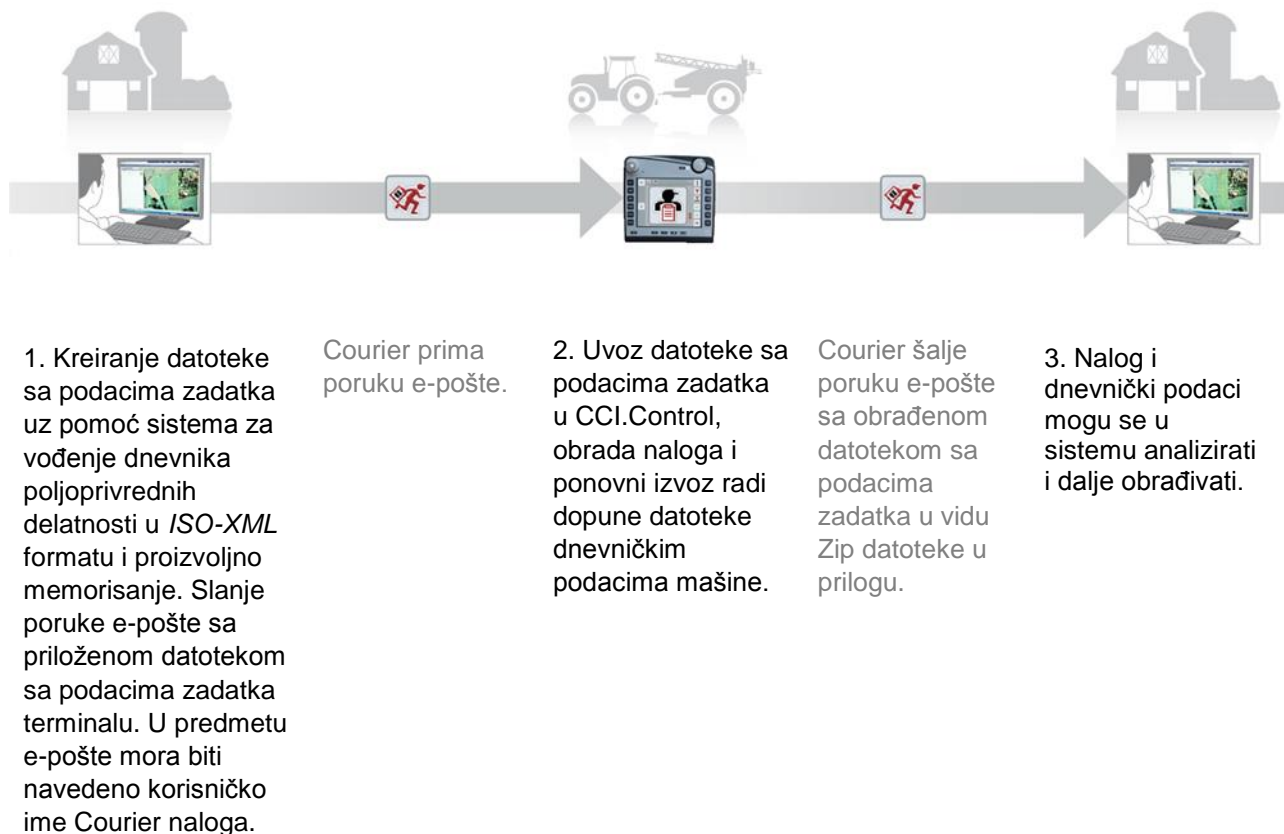 1. Kreiranje datoteke
sa podacima zadatka
uz pomoć sistema za
vođenje dnevnika
poljoprivrednih
delatnosti u ISO-XML
formatu i proizvoljno
memorisanje. Slanje
poruke e-pošte sa
priloženom datotekom
sa podacima zadatka
terminalu. U predmetu
e-pošte mora biti
navedeno korisničko
ime Courier naloga.
Courier prima
poruku e-pošte.
2. Uvoz datoteke sa
podacima zadatka
u CCI.Control,
obrada naloga i
ponovni izvoz radi
dopune datoteke
dnevničkim
podacima mašine.
Courier šalje
poruku e-pošte
sa obrađenom
datotekom sa
podacima
zadatka u vidu
Zip datoteke u
prilogu.
3. Nalog i
dnevnički podaci
mogu se u
sistemu analizirati
i dalje obrađivati.